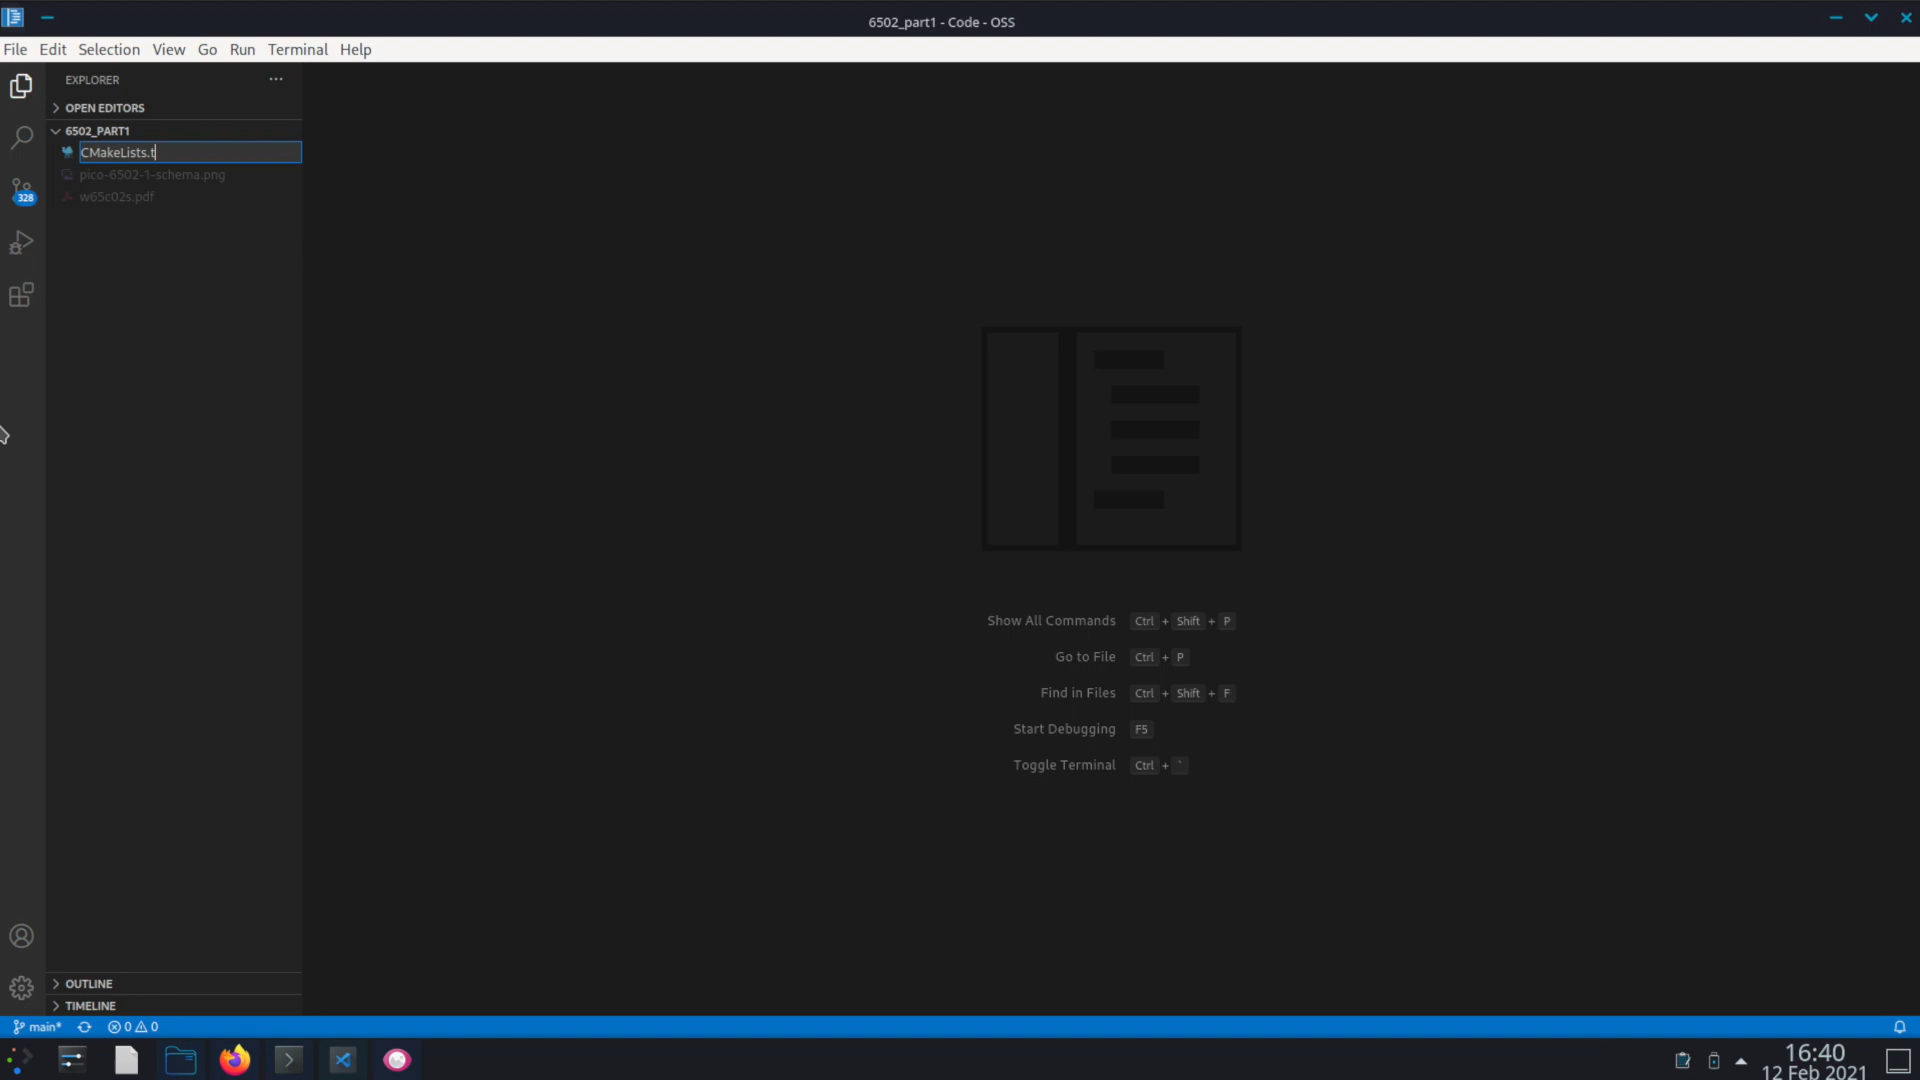 6502_part1 - Code - OSS
File Edit Selection View Go Run Terminal Help
EXPLORER
OPEN EDITORS
6502_PART1
CMakeLists.t
pico-6502-1-schema.png
w65c02s.pdf
328
Show All Commands Ctrl + Shift + P
Go to File Ctrl + P
Find in Files Ctrl + Shift + F
Start Debugging F5
Toggle Terminal Ctrl + `
OUTLINE
TIMELINE
main* 0 0
16:40
12 Feb 2021